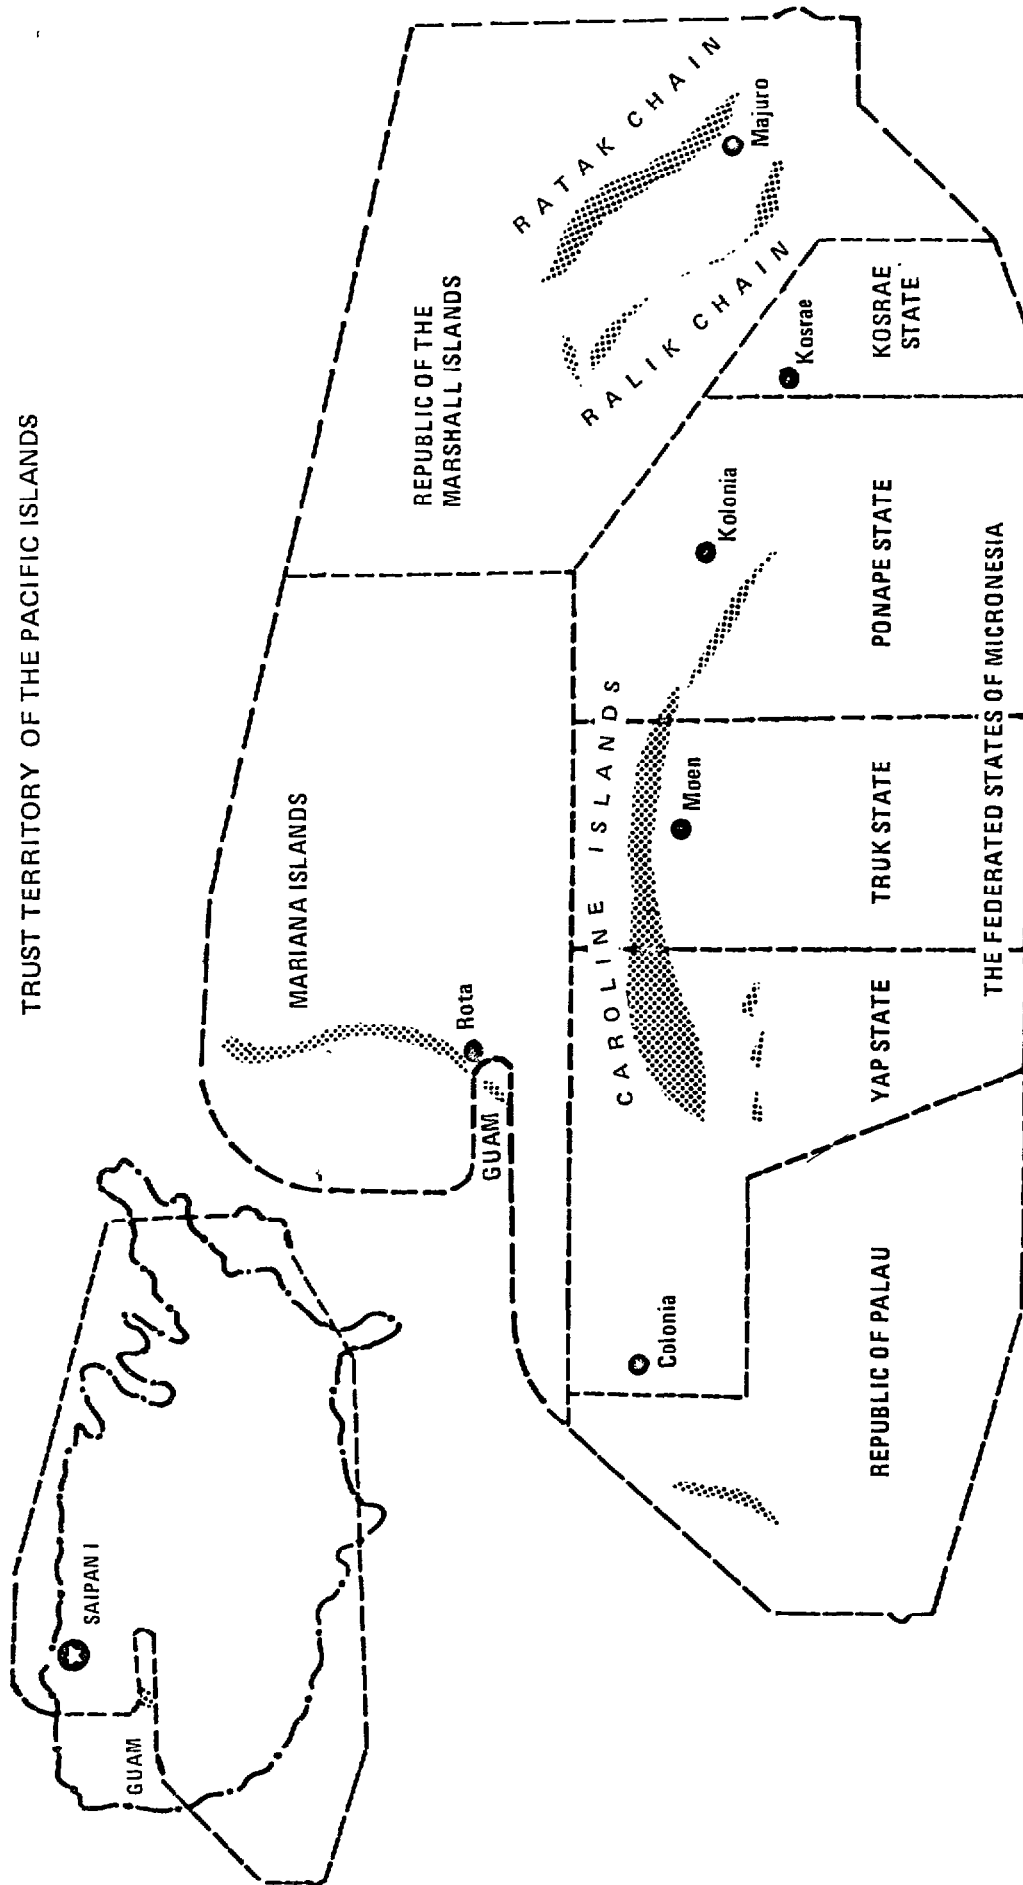 TRUST TERRITORY OF THE PACIFIC ISLANDS
SAIPAN I
GUAM
MARIANA ISLANDS
Rota
GUAM
REPUBLIC OF THE
MARSHALL ISLANDS
RATAK CHAIN
Majuro
RALIK CHAIN
CAROLINE ISLANDS
Colonia
Moen
Kolonia
Kosrae
REPUBLIC OF PALAU
YAP STATE
TRUK STATE
PONAPE STATE
KOSRAE
STATE
THE FEDERATED STATES OF MICRONESIA